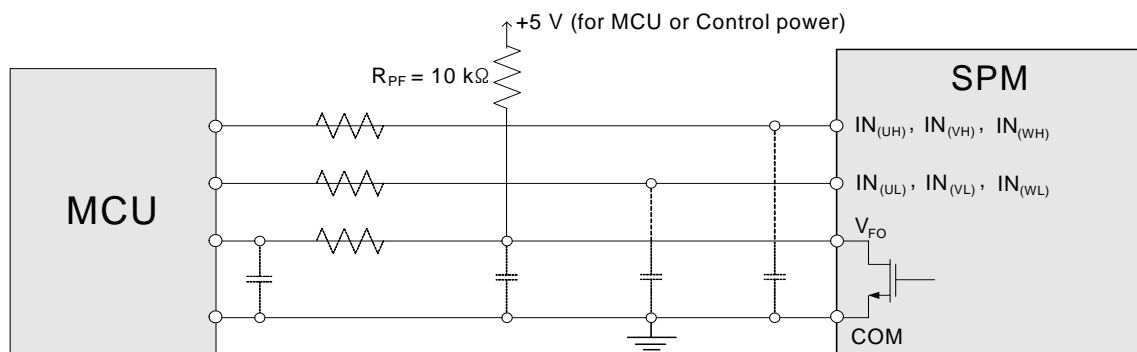 +5 V (for MCU or Control power)
R_PF = 10 kΩ
SPM
IN_(UH), IN_(VH), IN_(WH)
MCU
IN_(UL), IN_(VL), IN_(WL)
V_FO
COM